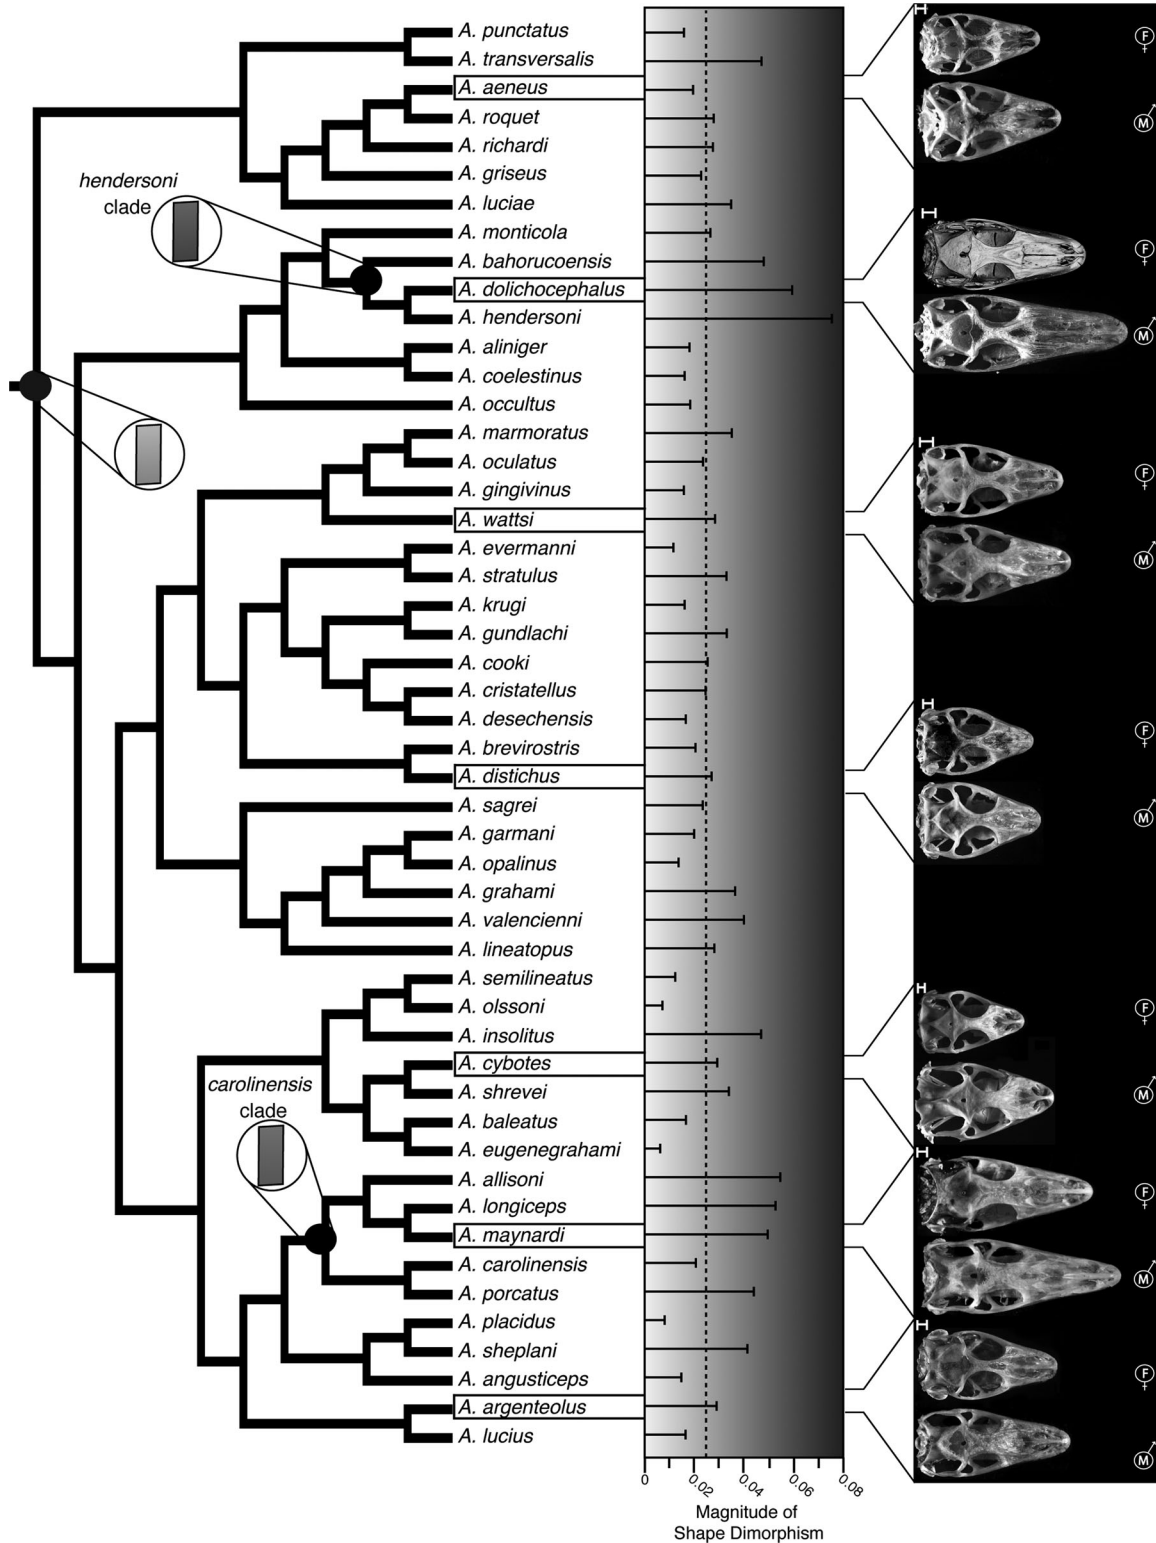 A. punctatus
A. transversalis
A. aeneus
A. roquet
A. richardi
A. griseus
A. luciae
A. monticola
A. bahorucoensis
A. dolichocephalus
A. hendersoni
A. aliniger
A. coelestinus
A. occultus
A. marmoratus
A. oculatus
A. gingivinus
A. wattsi
A. evermanni
A. stratulus
A. krugi
A. gundlachi
A. cooki
A. cristatellus
A. desechensis
A. brevirostris
A. distichus
A. sagrei
A. garmani
A. opalinus
A. grahami
A. valencienni
A. lineatopus
A. semilineatus
A. olssoni
A. insolitus
A. cybotes
A. shrevei
A. baleatus
A. eugenegrahami
A. allisoni
A. longiceps
A. maynardi
A. carolinensis
A. porcatus
A. placidus
A. sheplani
A. angusticeps
A. argenteolus
A. lucius
hendersoni
clade
carolinensis
clade
0
0.02
0.04
0.06
0.08
Magnitude of
Shape Dimorphism
F
M
F
M
F
M
F
M
F
M
F
M
F
M